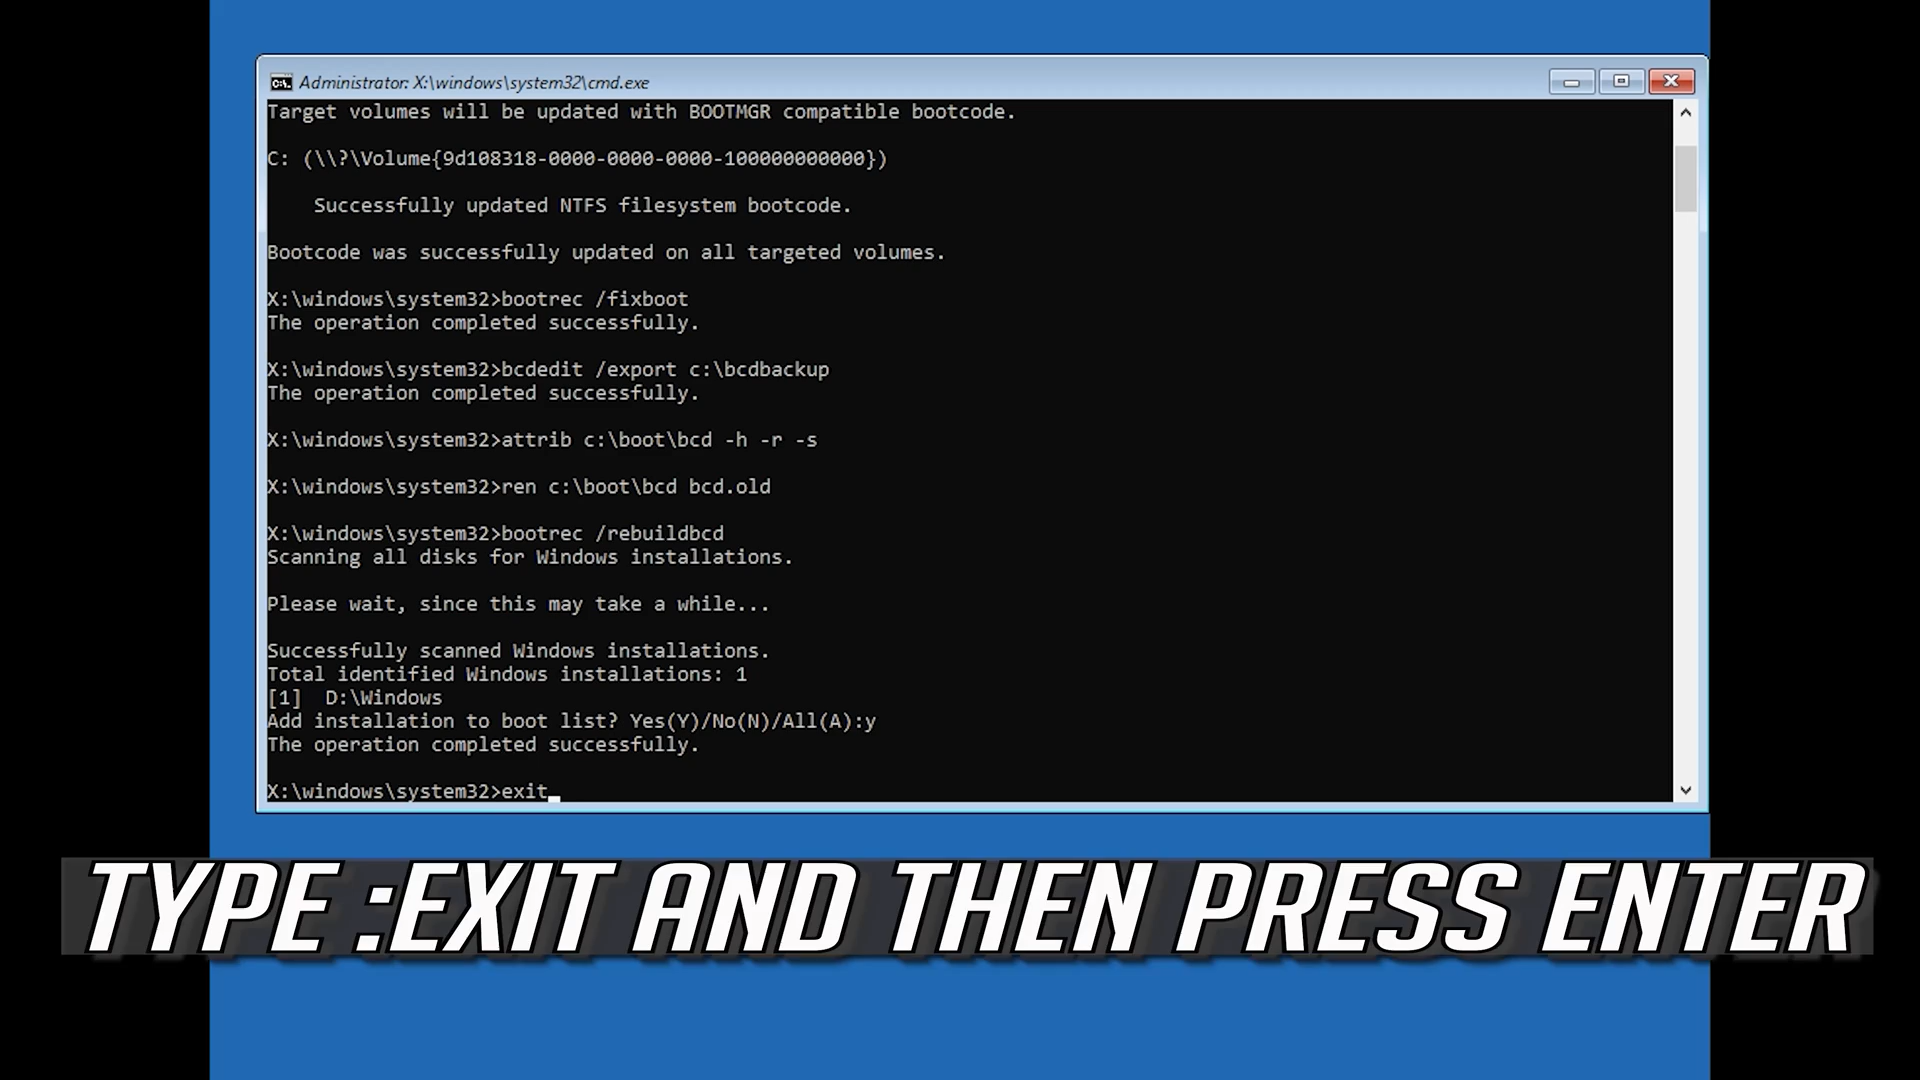 Administrator: X:\windows\system32\cmd.exe
Target volumes will be updated with BOOTMGR compatible bootcode.
C: (\\?\Volume{9d108318-0000-0000-0000-100000000000})
Successfully updated NTFS filesystem bootcode.
Bootcode was successfully updated on all targeted volumes.
X:\windows\system32>bootrec /fixboot
The operation completed successfully.
X:\windows\system32>bcdedit /export c:\bcdbackup
The operation completed successfully.
X:\windows\system32>attrib c:\boot\bcd -h -r -s
X:\windows\system32>ren c:\boot\bcd bcd.old
X:\windows\system32>bootrec /rebuildbcd
Scanning all disks for Windows installations.
Please wait, since this may take a while...
Successfully scanned Windows installations.
Total identified Windows installations: 1
[1]  D:\Windows
Add installation to boot list? Yes(Y)/No(N)/All(A):y
The operation completed successfully.
X:\windows\system32>exit
TYPE :EXIT AND THEN PRESS ENTER